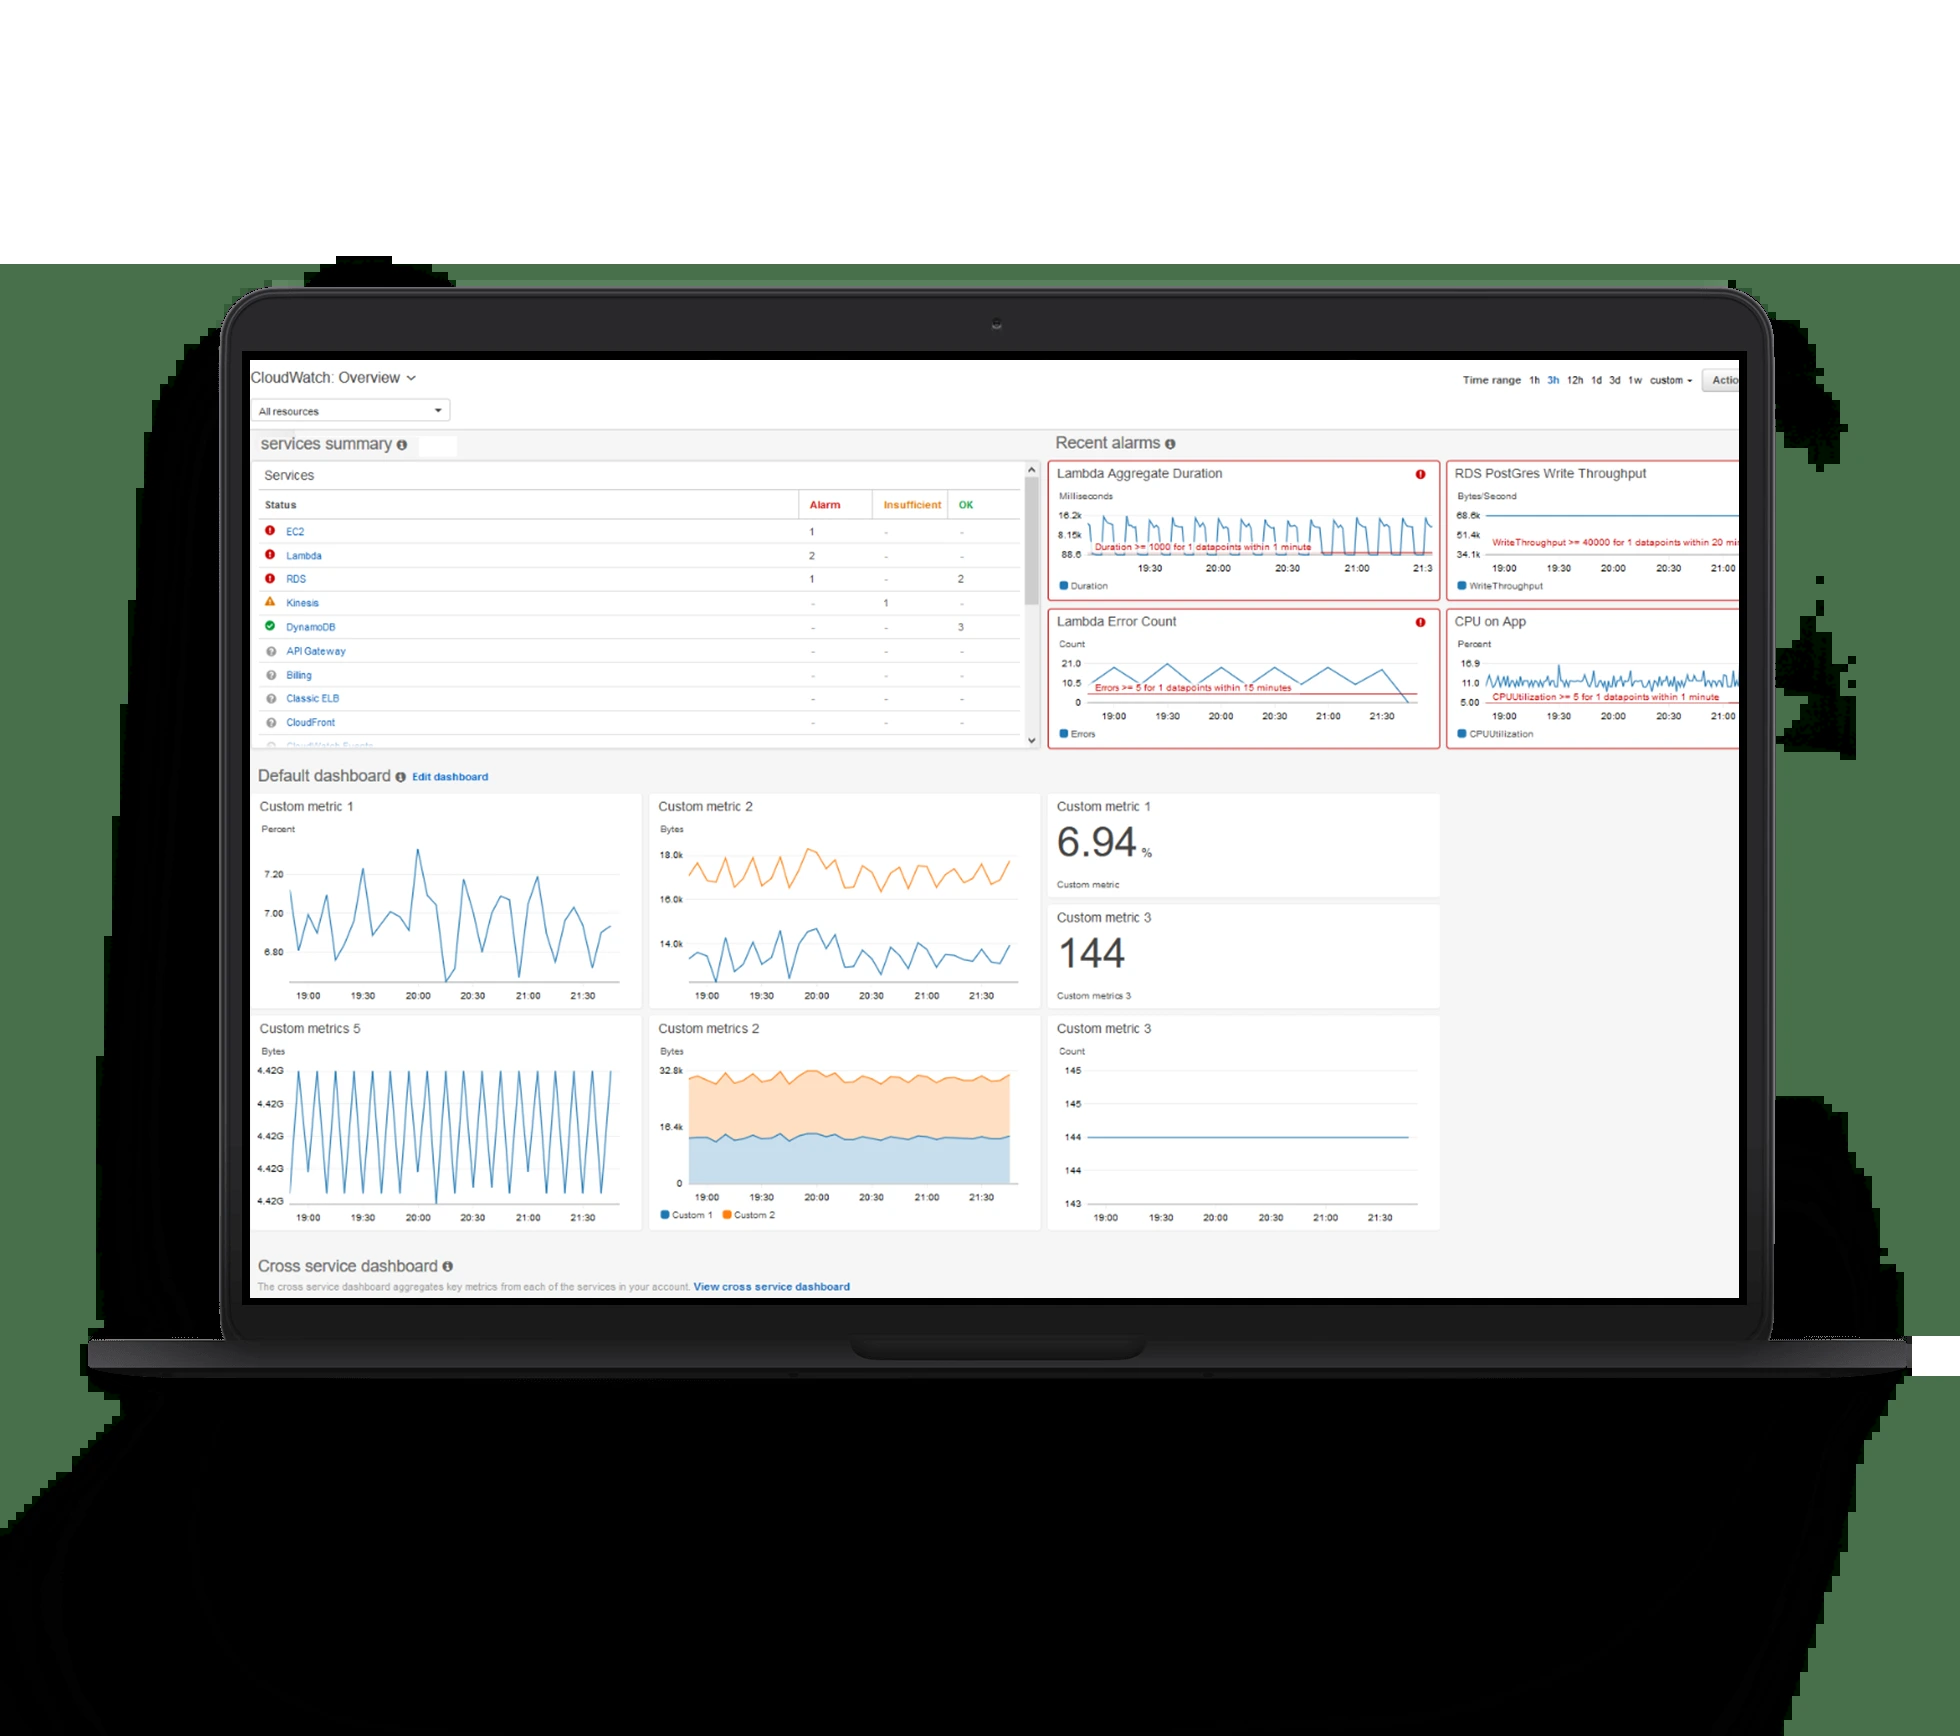 CloudWatch: Overview
Time range 1h 3h 12h 1d 3d 1w custom
All resources
services summary
Services
Status Alarm Insufficient OK
EC2 1 - -
Lambda 2 - -
RDS 1 - 2
Kinesis - 1 -
DynamoDB - - 3
API Gateway - - -
Billing - - -
Classic ELB - - -
CloudFront - - -
CloudWatch Events
Recent alarms
Lambda Aggregate Duration
Milliseconds
16.2k
8.15k
88.6
Duration >= 1000 for 1 datapoints within 1 minute
19:30 20:00 20:30 21:00 21:3
Duration
RDS PostGres Write Throughput
Bytes/Second
68.6k
51.4k
34.1k
WriteThroughput >= 40000 for 1 datapoints within 20
19:00 19:30 20:00 20:30 21:00
WriteThroughput
Lambda Error Count
Count
21.0
10.5
0
Errors >= 5 for 1 datapoints within 15 minutes
19:00 19:30 20:00 20:30 21:00 21:30
Errors
CPU on App
Percent
16.9
11.0
5.00
CPUUtilization >= 5 for 1 datapoints within 1 minute
19:00 19:30 20:00 20:30 21:00
CPUUtilization
Default dashboard Edit dashboard
Custom metric 1
Percent
7.20
7.00
6.80
19:00 19:30 20:00 20:30 21:00 21:30
Custom metric 2
Bytes
18.0k
16.0k
14.0k
19:00 19:30 20:00 20:30 21:00 21:30
Custom metric 1
6.94 %
Custom metric
Custom metric 3
144
Custom metrics 3
Custom metrics 5
Bytes
4.42G
4.42G
4.42G
4.42G
4.42G
19:00 19:30 20:00 20:30 21:00 21:30
Custom metrics 2
Bytes
32.8k
16.4k
0
19:00 19:30 20:00 20:30 21:00 21:30
Custom 1 Custom 2
Custom metric 3
Count
145
145
144
144
143
19:00 19:30 20:00 20:30 21:00 21:30
Cross service dashboard
The cross service dashboard aggregates key metrics from each of the services in your account. View cross service dashboard